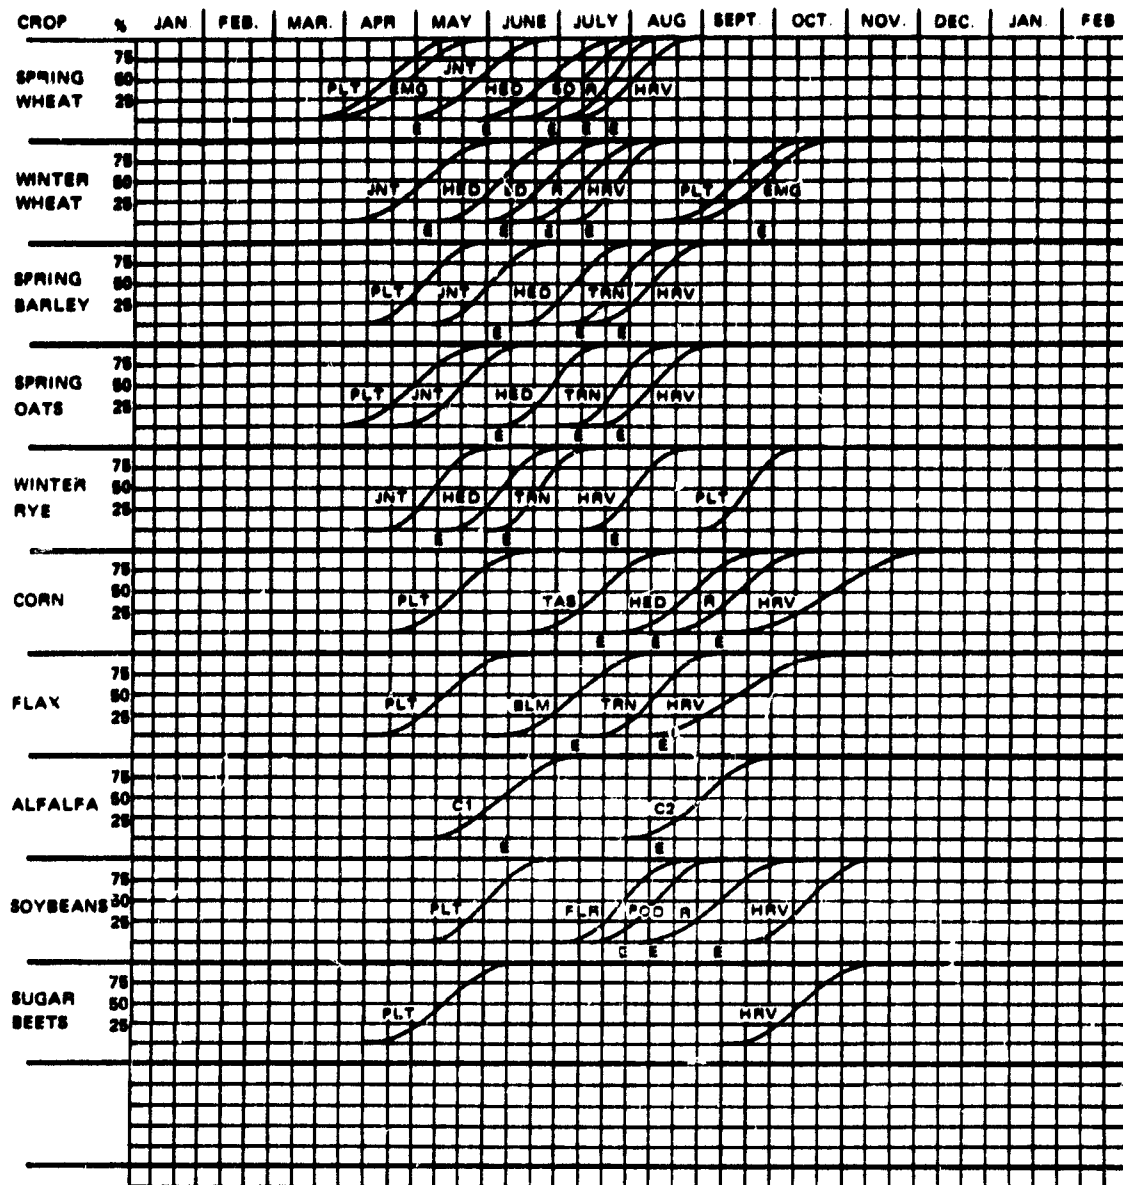 CROP % JAN. FEB. MAR. APR MAY JUNE JULY AUG SEPT. OCT. NOV. DEC. JAN. FEB
75
JNT
SPRING 50 PLT EMG HED R HRV
WHEAT 25
E E E E E
75
WINTER 50 JNT HED R HRV PLT EMG
WHEAT 25
E E E E E
75
SPRING 50 PLT JNT HED TRN HRV
BARLEY 25
E E E
75
SPRING 50 PLT JNT HED TRN HRV
OATS 25
E E E
75
WINTER 50 JNT HED TRN HRV PLT
RYE 25
E E E
75
CORN 50 PLT TAS HED R HRV
25
E E E
75
FLAX 50 PLT BLM TRN HRV
25
E E
75
ALFALFA 50 C1 C2
25
E E
75
SOYBEANS 50 PLT FLR POD R HRV
25
E E
75
SUGAR 50 PLT HRV
BEETS 25